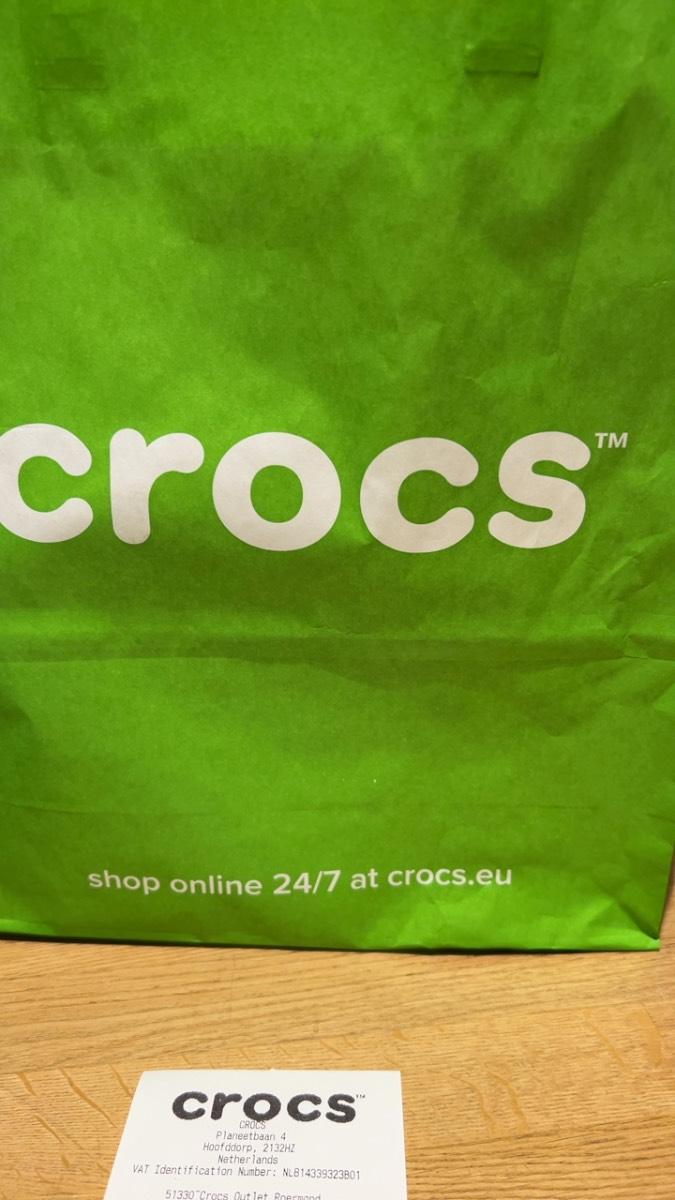 crocs™
shop online 24/7 at crocs.eu
crocs™
CROCS
Planeetbaan 4
Hoofddorp, 2132HZ
Netherlands
VAT Identification Number: NLB14339323B01
51330~Crocs Outlet Roermond